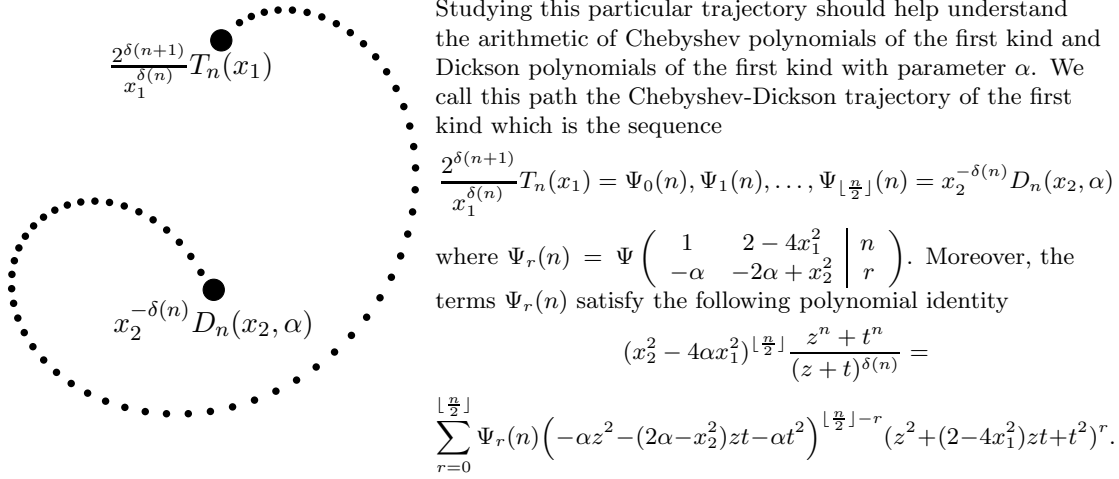 $\frac{2^{\delta(n+1)}}{x_1^{\delta(n)}} T_n(x_1)$
$x_2^{-\delta(n)} D_n(x_2, \alpha)$
Studying this particular trajectory should help understand
the arithmetic of Chebyshev polynomials of the first kind and
Dickson polynomials of the first kind with parameter $\alpha$. We
call this path the Chebyshev-Dickson trajectory of the first
kind which is the sequence
$\frac{2^{\delta(n+1)}}{x_1^{\delta(n)}} T_n(x_1) = \Psi_0(n), \Psi_1(n), \ldots, \Psi_{\lfloor \frac{n}{2} \rfloor}(n) = x_2^{-\delta(n)} D_n(x_2, \alpha)$
where $\Psi_r(n) = \Psi \left( \begin{array}{cc|c} 1 & 2 - 4x_1^2 & n \\ -\alpha & -2\alpha + x_2^2 & r \end{array} \right)$. Moreover, the
terms $\Psi_r(n)$ satisfy the following polynomial identity
$(x_2^2 - 4\alpha x_1^2)^{\lfloor \frac{n}{2} \rfloor} \frac{z^n + t^n}{(z + t)^{\delta(n)}} =$
$\sum_{r=0}^{\lfloor \frac{n}{2} \rfloor} \Psi_r(n) \left( -\alpha z^2 - (2\alpha - x_2^2)zt - \alpha t^2 \right)^{\lfloor \frac{n}{2} \rfloor - r} (z^2 + (2 - 4x_1^2)zt + t^2)^r.$